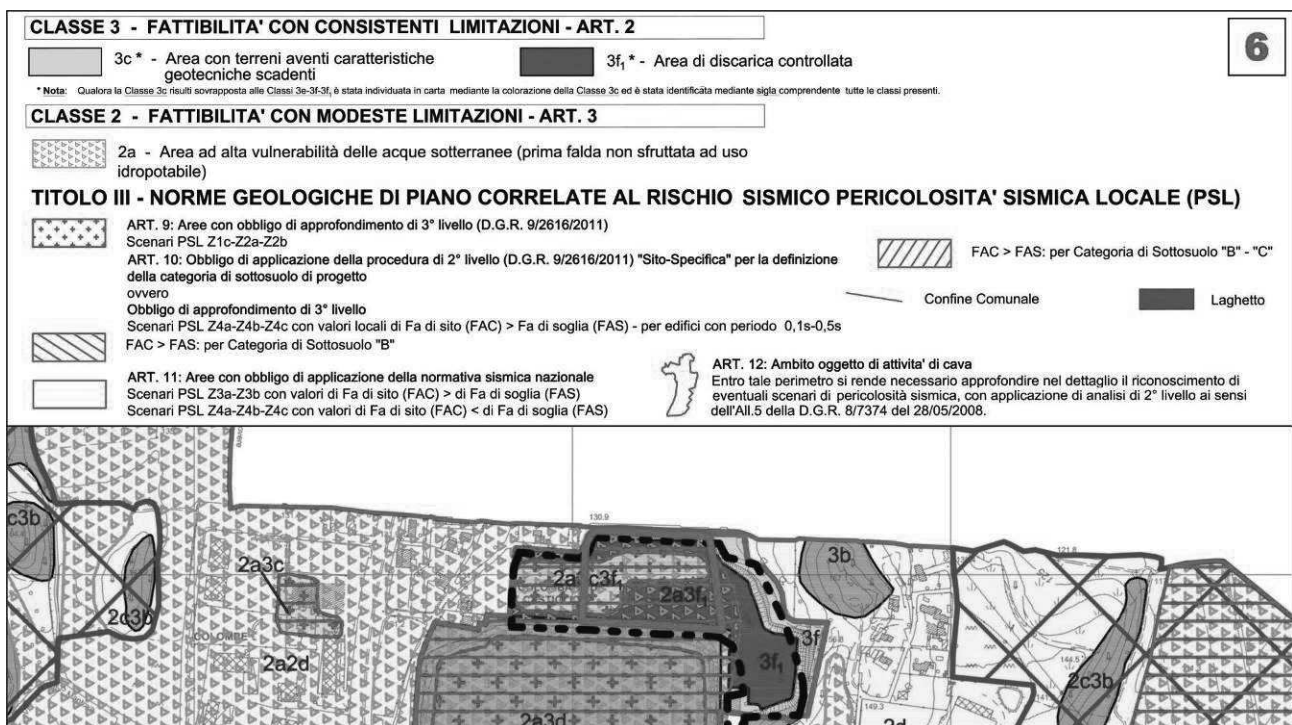 CLASSE 3 - FATTIBILITA' CON CONSISTENTI LIMITAZIONI - ART. 2
6
3c * - Area con terreni aventi caratteristiche
geotecniche scadenti
3f₁ * - Area di discarica controllata
* Nota: Qualora la Classe 3c risulti sovrapposta alle Classi 3e-3f-3f₁ è stata individuata in carta mediante la colorazione della Classe 3c ed è stata identificata mediante sigla comprendente tutte le classi presenti.
CLASSE 2 - FATTIBILITA' CON MODESTE LIMITAZIONI - ART. 3
2a - Area ad alta vulnerabilità delle acque sotterranee (prima falda non sfruttata ad uso
idropotabile)
TITOLO III - NORME GEOLOGICHE DI PIANO CORRELATE AL RISCHIO SISMICO PERICOLOSITA' SISMICA LOCALE (PSL)
ART. 9: Aree con obbligo di approfondimento di 3° livello (D.G.R. 9/2616/2011)
Scenari PSL Z1c-Z2a-Z2b
ART. 10: Obbligo di applicazione della procedura di 2° livello (D.G.R. 9/2616/2011) "Sito-Specifica" per la definizione
della categoria di sottosuolo di progetto
ovvero
Obbligo di approfondimento di 3° livello
Scenari PSL Z4a-Z4b-Z4c con valori locali di Fa di sito (FAC) > Fa di soglia (FAS) - per edifici con periodo 0,1s-0,5s
FAC > FAS: per Categoria di Sottosuolo "B"
FAC > FAS: per Categoria di Sottosuolo "B" - "C"
Confine Comunale
Laghetto
ART. 11: Aree con obbligo di applicazione della normativa sismica nazionale
Scenari PSL Z3a-Z3b con valori di Fa di sito (FAC) > di Fa di soglia (FAS)
Scenari PSL Z4a-Z4b-Z4c con valori di Fa di sito (FAC) < di Fa di soglia (FAS)
ART. 12: Ambito oggetto di attivita' di cava
Entro tale perimetro si rende necessario approfondire nel dettaglio il riconoscimento di
eventuali scenari di pericolosità sismica, con applicazione di analisi di 2° livello ai sensi
dell'All.5 della D.G.R. 8/7374 del 28/05/2008.
130.9
121.8
c3b
2a3c
3b
2a3f₁
2c3b
COLOMBE
2a2d
3f
3f₁
144.5
2c3b
149.3
2a3d
2d